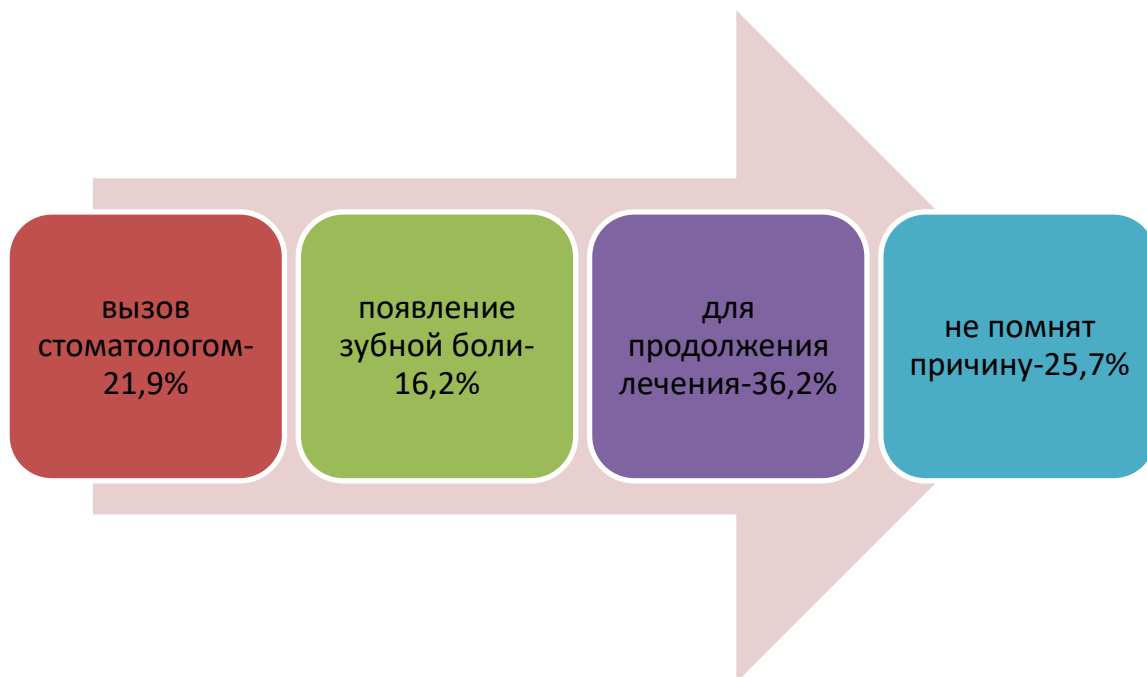 вызов
стоматологом-
21,9%
появление
зубной боли-
16,2%
для
продолжения
лечения-36,2%
не помнят
причину-25,7%